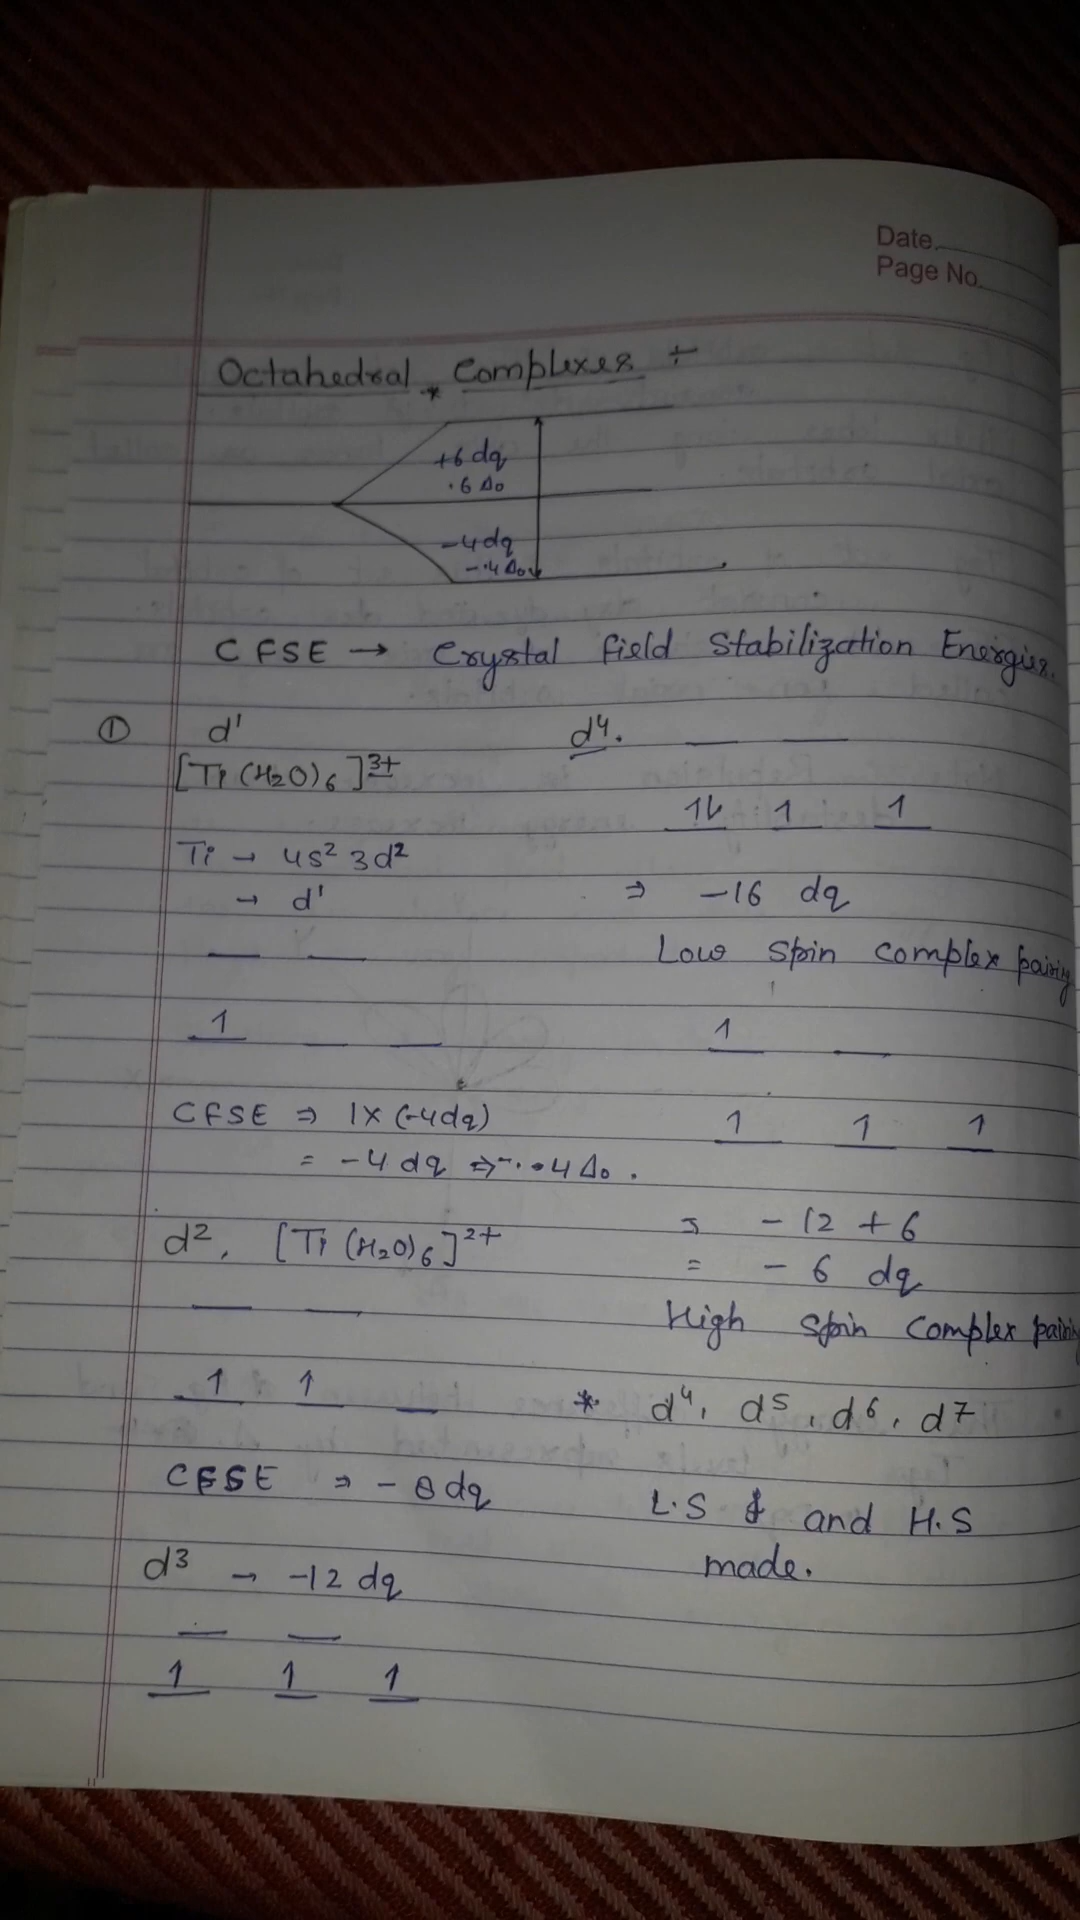 Date.
Page No.
Octahedral Complexes ÷
+6 dq
.6 Δo
-4 dq
-.4 Δo
CFSE → Crystal field Stabilization Energies.
① d¹
[Ti (H₂O)₆]³⁺
Ti → 4s² 3d²
→ d¹
1
CFSE ⇒ 1x (-4dq)
= -4 dq ⇒ -.4 Δo.
d², [Ti (H₂O)₆]²⁺
1 1
CFSE ⇒ -8 dq
d³ → -12 dq
1 1 1
d⁴.
1↓ 1 1
⇒ -16 dq
Low Spin Complex pairing
1
1 1 1
= -12 + 6
= - 6 dq
High Spin Complex
* d⁴, d⁵, d⁶, d⁷
L.S and H.S
made.